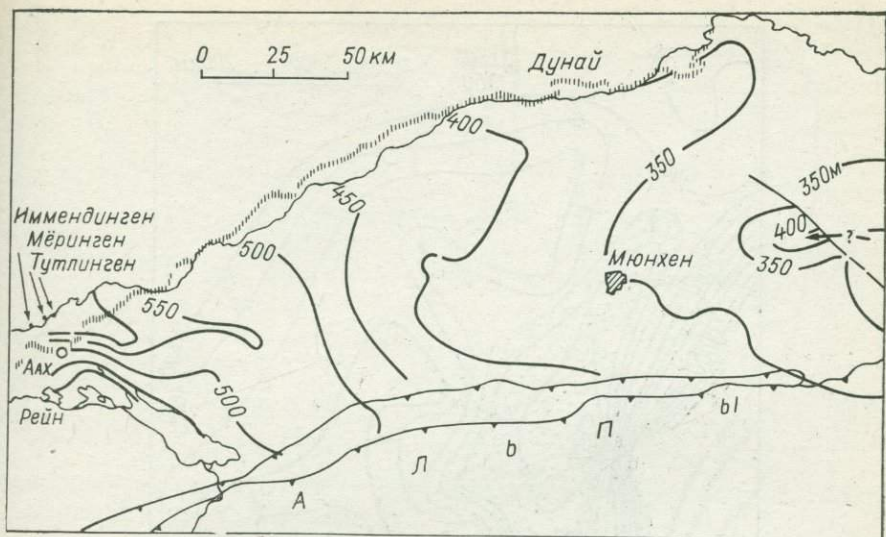 0 25 50 км
Дунай
400
350
350м
450
400
?
350
Иммендинген
Мёринген
Тутлинген
500
Мюнхен
550
Аах
Рейн
500
А Л Ь П Ы